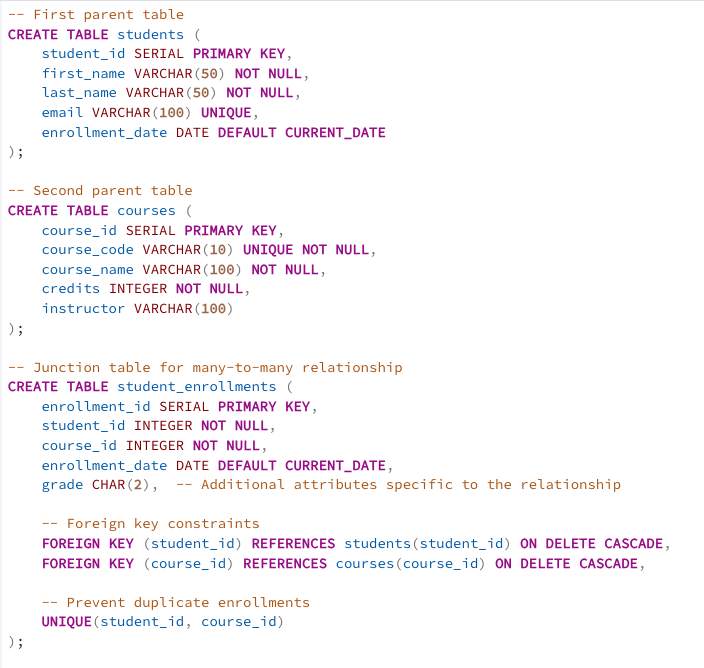 -- First parent table
CREATE TABLE students (
    student_id SERIAL PRIMARY KEY,
    first_name VARCHAR(50) NOT NULL,
    last_name VARCHAR(50) NOT NULL,
    email VARCHAR(100) UNIQUE,
    enrollment_date DATE DEFAULT CURRENT_DATE
);

-- Second parent table
CREATE TABLE courses (
    course_id SERIAL PRIMARY KEY,
    course_code VARCHAR(10) UNIQUE NOT NULL,
    course_name VARCHAR(100) NOT NULL,
    credits INTEGER NOT NULL,
    instructor VARCHAR(100)
);

-- Junction table for many-to-many relationship
CREATE TABLE student_enrollments (
    enrollment_id SERIAL PRIMARY KEY,
    student_id INTEGER NOT NULL,
    course_id INTEGER NOT NULL,
    enrollment_date DATE DEFAULT CURRENT_DATE,
    grade CHAR(2),  -- Additional attributes specific to the relationship

    -- Foreign key constraints
    FOREIGN KEY (student_id) REFERENCES students(student_id) ON DELETE CASCADE,
    FOREIGN KEY (course_id) REFERENCES courses(course_id) ON DELETE CASCADE,

    -- Prevent duplicate enrollments
    UNIQUE(student_id, course_id)
);